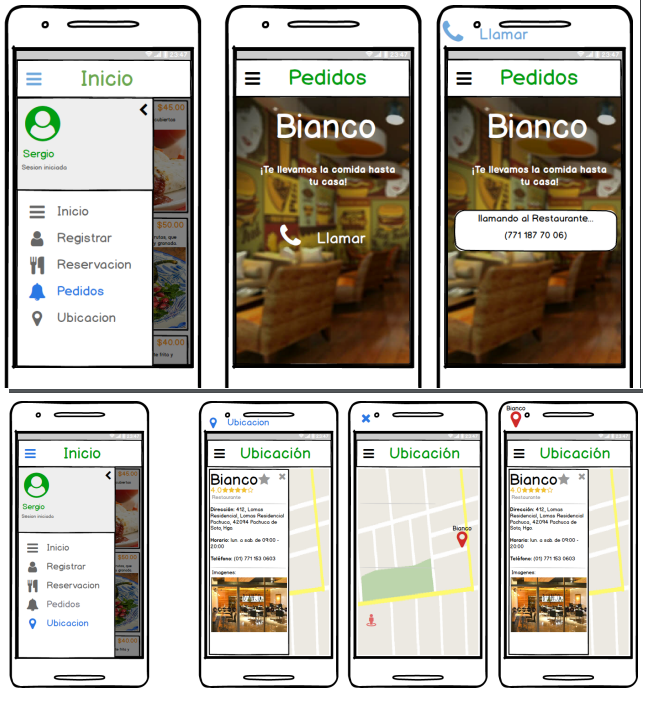 Inicio
$45.00
cubiertos
Sergio
Sesion iniciada
Inicio
Registrar
Reservacion
Pedidos
Ubicacion
$50.00
rutos, que
y granada.
$40.00
de frita y
Pedidos
Bianco
¡Te llevamos la comida hasta
tu casa!
Llamar
Llamar
Pedidos
Bianco
¡Te llevamos la comida hasta
tu casa!
llamando al Restaurante...
(771 187 70 06)
Inicio
$45.00
Sergio
Sesion iniciada
Inicio
Registrar
Reservacion
Pedidos
Ubicacion
$50.00
$40.00
Ubicacion
Ubicación
Bianco
4.0
Restaurante
Dirección: 412, Lomas
Residencial, Lomas Residencial
Pachuca, 42094 Pachuca de
Soto, Hgo.
Horario: lun. a sab. de 09:00 -
20:00
Teléfono: (01) 771 153 0603
Imagenes:
Ubicación
Bianco
Bianco
Ubicación
Bianco
4.0
Restaurante
Dirección: 412, Lomas
Residencial, Lomas Residencial
Pachuca, 42094 Pachuca de
Soto, Hgo.
Horario: lun. a sab. de 09:00 -
20:00
Teléfono: (01) 771 153 0603
Imagenes: